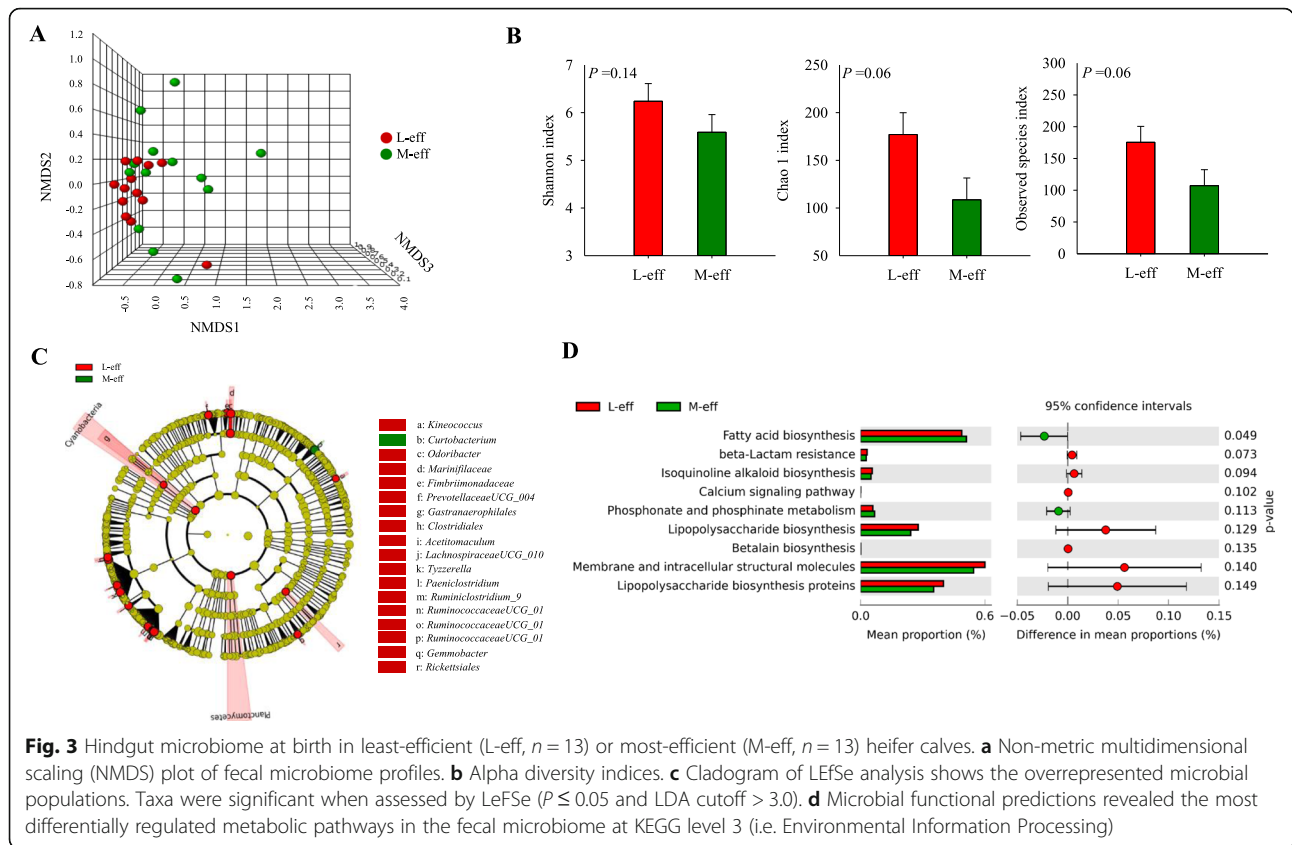 A
1.2
1.0
0.8
0.6
0.4
0.2
0.0
-0.2
-0.4
-0.6
-0.8
NMDS2
-0.5
0.0
0.5
1.0
1.5
2.0
2.5
3.0
3.5
4.0
NMDS1
NMDS3
L-eff
M-eff
B
P =0.14
7
6
5
4
3
Shannon index
L-eff M-eff
P =0.06
250
200
150
100
50
Chao 1 index
L-eff M-eff
P =0.06
300
250
200
150
100
50
0
Observed species index
L-eff M-eff
C
L-eff
M-eff
Cyanobacteria
Planctomycetes
a: Kineococcus
b: Curtobacterium
c: Odoribacter
d: Marinifilaceae
e: Fimbriimonadaceae
f: PrevotellaceaeUCG_004
g: Gastranaerophilales
h: Clostridiales
i: Acetitomaculum
j: LachnospiraceaeUCG_010
k: Tyzzerella
l: Paeniclostridium
m: Ruminiclostridium_9
n: RuminococcaceaeUCG_01
o: RuminococcaceaeUCG_01
p: RuminococcaceaeUCG_01
q: Gemmobacter
r: Rickettsiales
D
L-eff M-eff
95% confidence intervals
Fatty acid biosynthesis 0.049
beta-Lactam resistance 0.073
Isoquinoline alkaloid biosynthesis 0.094
Calcium signaling pathway 0.102
Phosphonate and phosphinate metabolism 0.113
Lipopolysaccharide biosynthesis 0.129
Betalain biosynthesis 0.135
Membrane and intracellular structural molecules 0.140
Lipopolysaccharide biosynthesis proteins 0.149
p-value
0.0 0.6 −0.05 0.00 0.05 0.10 0.15
Mean proportion (%) Difference in mean proportions (%)
Fig. 3 Hindgut microbiome at birth in least-efficient (L-eff, n = 13) or most-efficient (M-eff, n = 13) heifer calves. a Non-metric multidimensional
scaling (NMDS) plot of fecal microbiome profiles. b Alpha diversity indices. c Cladogram of LEfSe analysis shows the overrepresented microbial
populations. Taxa were significant when assessed by LeFSe (P ≤ 0.05 and LDA cutoff > 3.0). d Microbial functional predictions revealed the most
differentially regulated metabolic pathways in the fecal microbiome at KEGG level 3 (i.e. Environmental Information Processing)